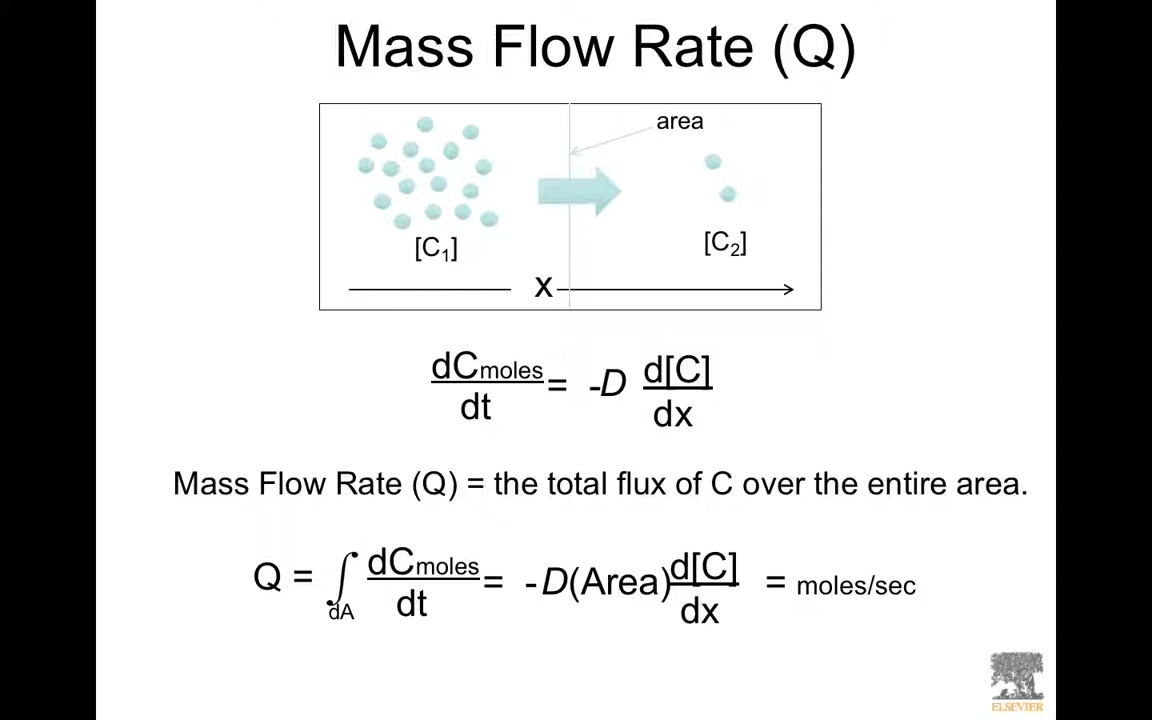 Mass Flow Rate (Q)
area
[C₁]
[C₂]
x
dCmoles
dt
= -D
d[C]
dx
Mass Flow Rate (Q) = the total flux of C over the entire area.
Q = ∫
dA
dCmoles
dt
= -D(Area)
d[C]
dx
= moles/sec
ELSEVIER